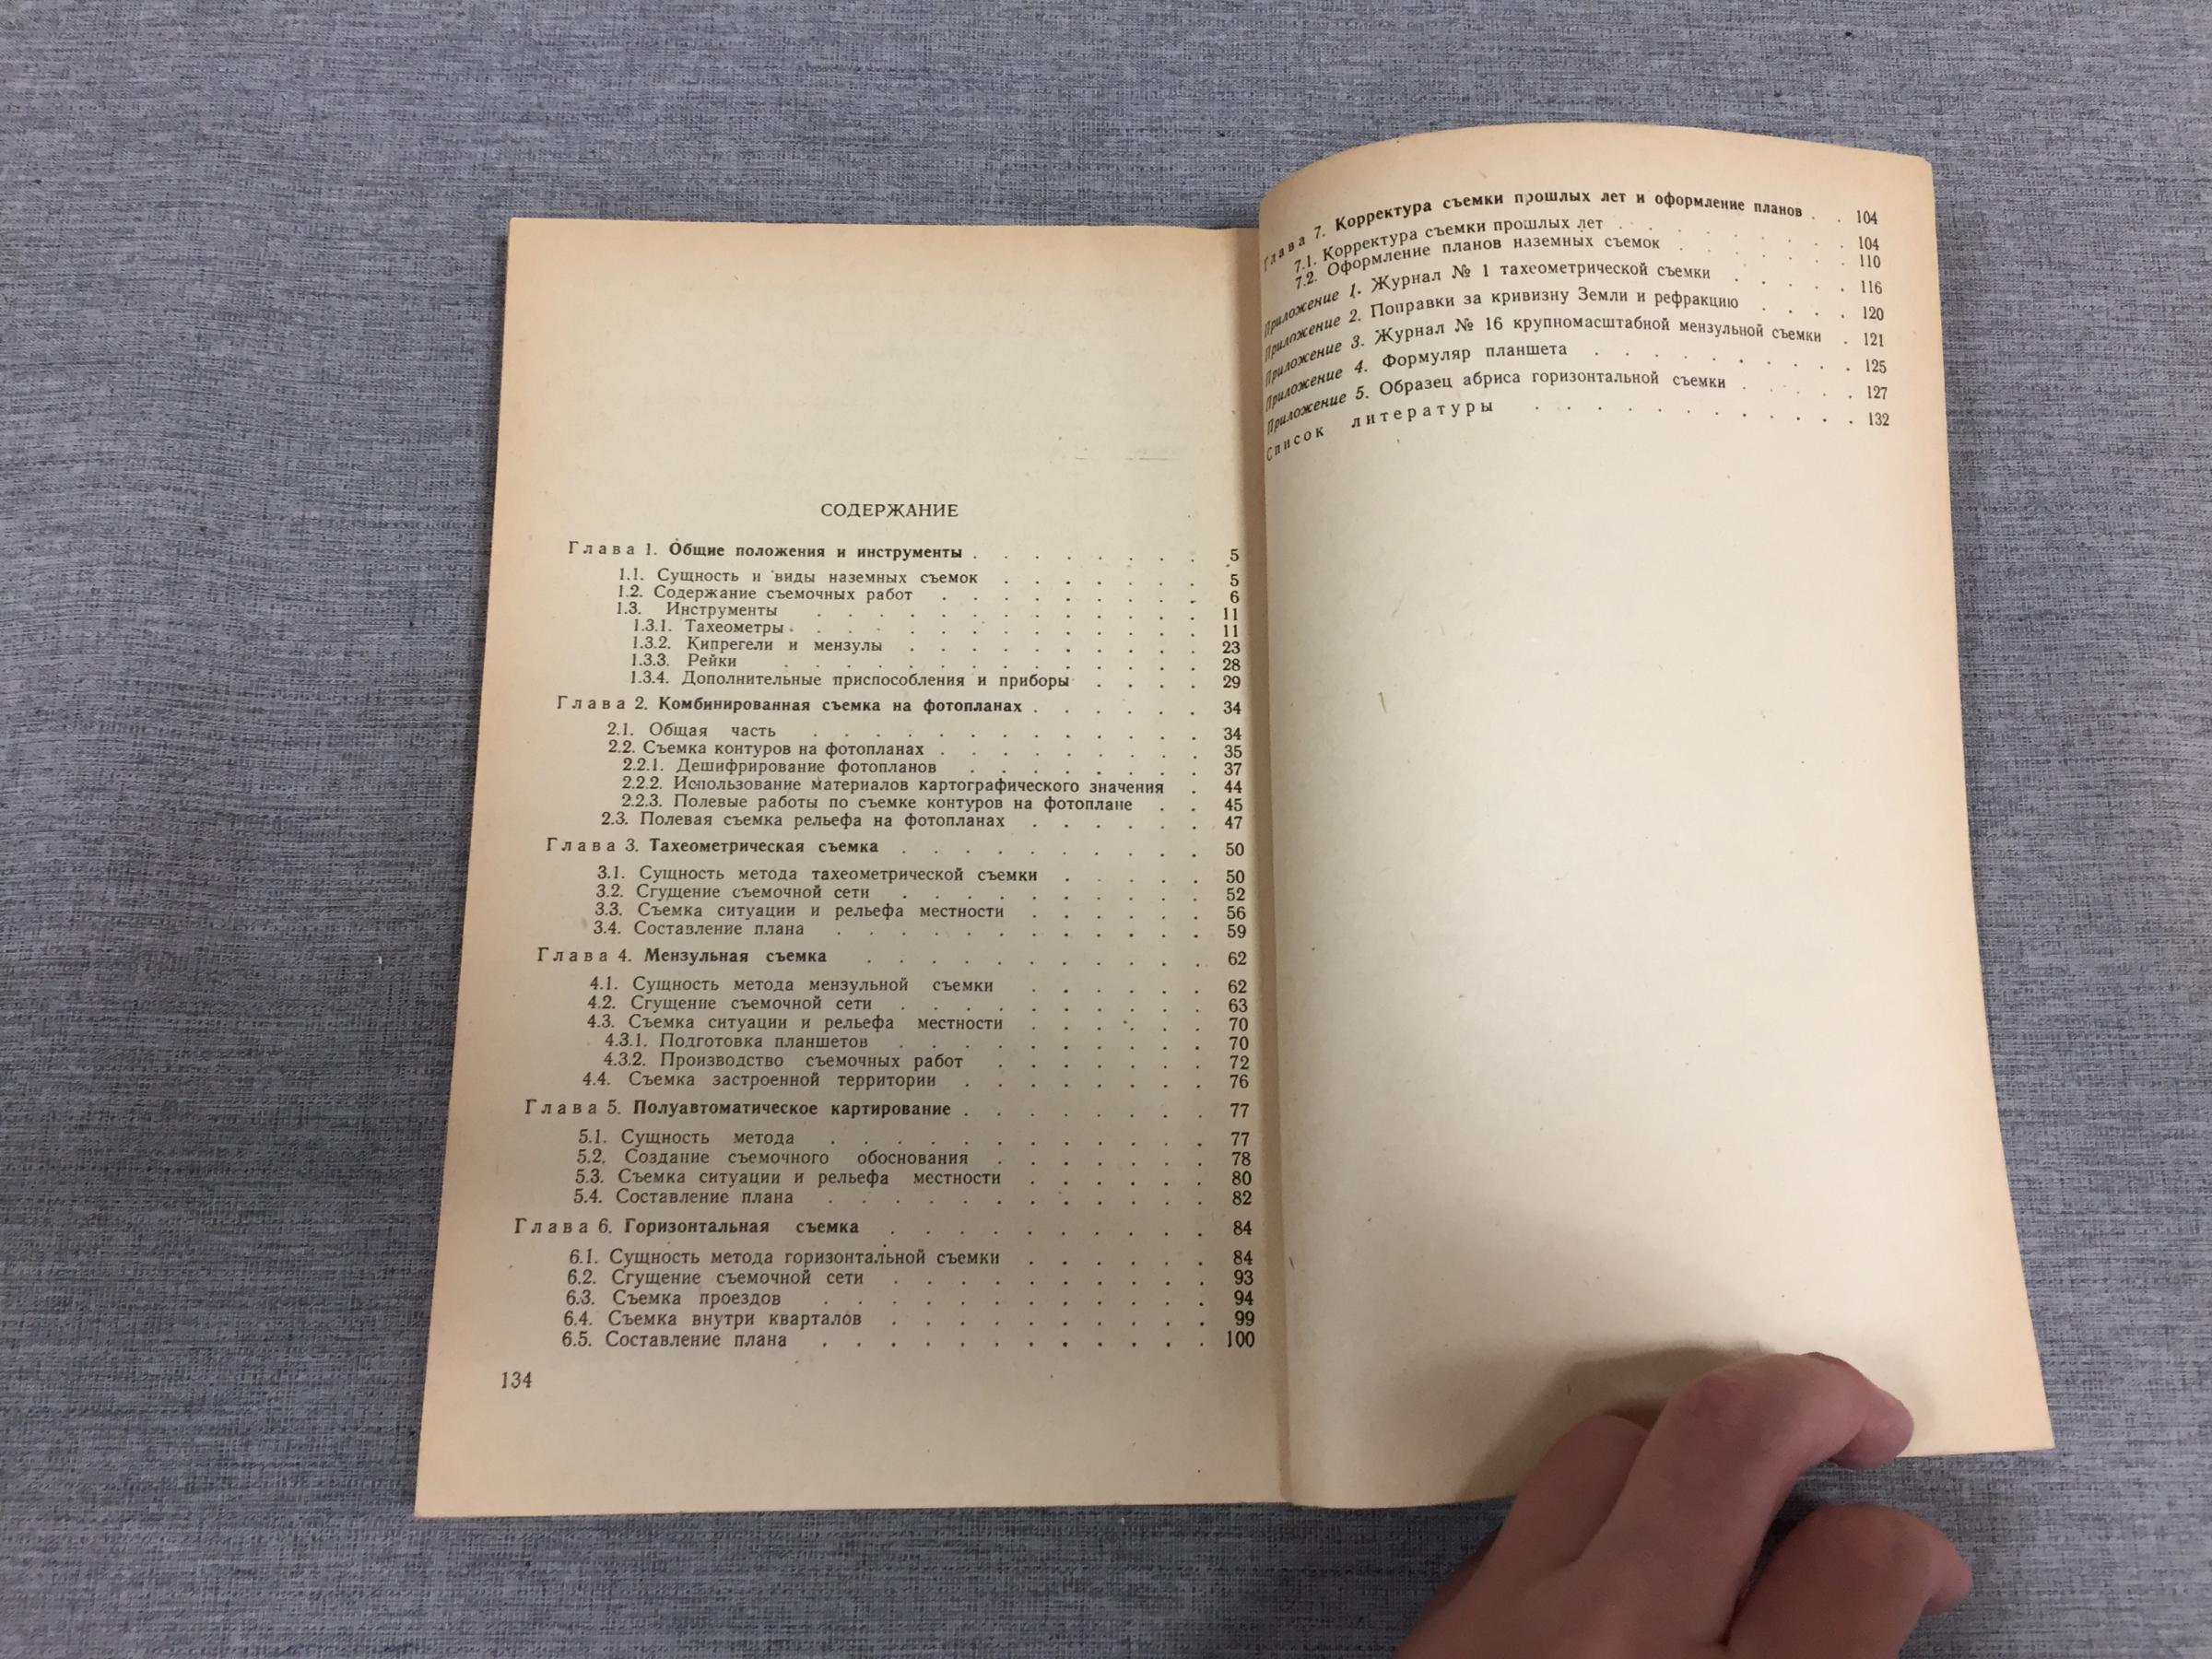 СОДЕРЖАНИЕ
Глава 1. Общие положения и инструменты . . . . . . . . 5
1.1. Сущность и виды наземных съемок . . . . . . . 5
1.2. Содержание съемочных работ . . . . . . . . . 6
1.3. Инструменты . . . . . . . . . . . . . 11
1.3.1. Тахеометры . . . . . . . . . . . . . 11
1.3.2. Кипрегели и мензулы . . . . . . . . . . 23
1.3.3. Рейки . . . . . . . . . . . . . . 28
1.3.4. Дополнительные приспособления и приборы . . . . 29
Глава 2. Комбинированная съемка на фотопланах . . . . . . 34
2.1. Общая часть . . . . . . . . . . . . . 34
2.2. Съемка контуров на фотопланах . . . . . . . . . 35
2.2.1. Дешифрирование фотопланов . . . . . . . . 37
2.2.2. Использование материалов картографического значения . 44
2.2.3. Полевые работы по съемке контуров на фотоплане . . 45
2.3. Полевая съемка рельефа на фотопланах . . . . . . 47
Глава 3. Тахеометрическая съемка . . . . . . . . . . 50
3.1. Сущность метода тахеометрической съемки . . . . . 50
3.2. Сгущение съемочной сети . . . . . . . . . . 52
3.3. Съемка ситуации и рельефа местности . . . . . . 56
3.4. Составление плана . . . . . . . . . . . . 59
Глава 4. Мензульная съемка . . . . . . . . . . . 62
4.1. Сущность метода мензульной съемки . . . . . . 62
4.2. Сгущение съемочной сети . . . . . . . . . . 63
4.3. Съемка ситуации и рельефа местности . . . . . . 70
4.3.1. Подготовка планшетов . . . . . . . . . . 70
4.3.2. Производство съемочных работ . . . . . . . 72
4.4. Съемка застроенной территории . . . . . . . . 76
Глава 5. Полуавтоматическое картирование . . . . . . . . 77
5.1. Сущность метода . . . . . . . . . . . . 77
5.2. Создание съемочного обоснования . . . . . . . 78
5.3. Съемка ситуации и рельефа местности . . . . . . 80
5.4. Составление плана . . . . . . . . . . . . 82
Глава 6. Горизонтальная съемка . . . . . . . . . . 84
6.1. Сущность метода горизонтальной съемки . . . . . . 84
6.2. Сгущение съемочной сети . . . . . . . . . . 93
6.3. Съемка проездов . . . . . . . . . . . . 94
6.4. Съемка внутри кварталов . . . . . . . . . . 99
6.5. Составление плана . . . . . . . . . . . . 100
134
Глава 7. Корректура съемки прошлых лет и оформление планов . . 104
7.1. Корректура съемки прошлых лет . . . . . . . . 104
7.2. Оформление планов наземных съемок . . . . . . 110
Приложение 1. Журнал № 1 тахеометрической съемки . . . . . 116
Приложение 2. Поправки за кривизну Земли и рефракцию . . . . 120
Приложение 3. Журнал № 16 крупномасштабной мензульной съемки . 121
Приложение 4. Формуляр планшета . . . . . . . . . 125
Приложение 5. Образец абриса горизонтальной съемки . . . . . 127
Список литературы . . . . . . . . . . . . 132